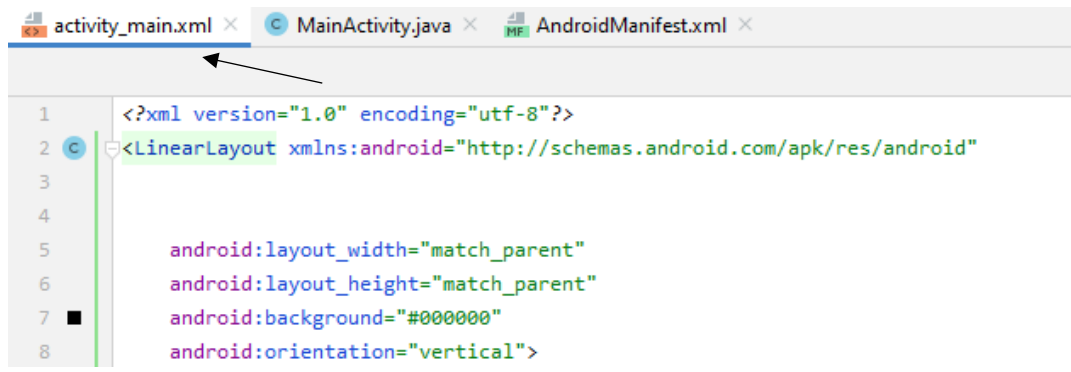 activity_main.xml MainActivity.java AndroidManifest.xml
1 <?xml version="1.0" encoding="utf-8"?>
2 C <LinearLayout xmlns:android="http://schemas.android.com/apk/res/android"
3
4
5 android:layout_width="match_parent"
6 android:layout_height="match_parent"
7 android:background="#000000"
8 android:orientation="vertical">